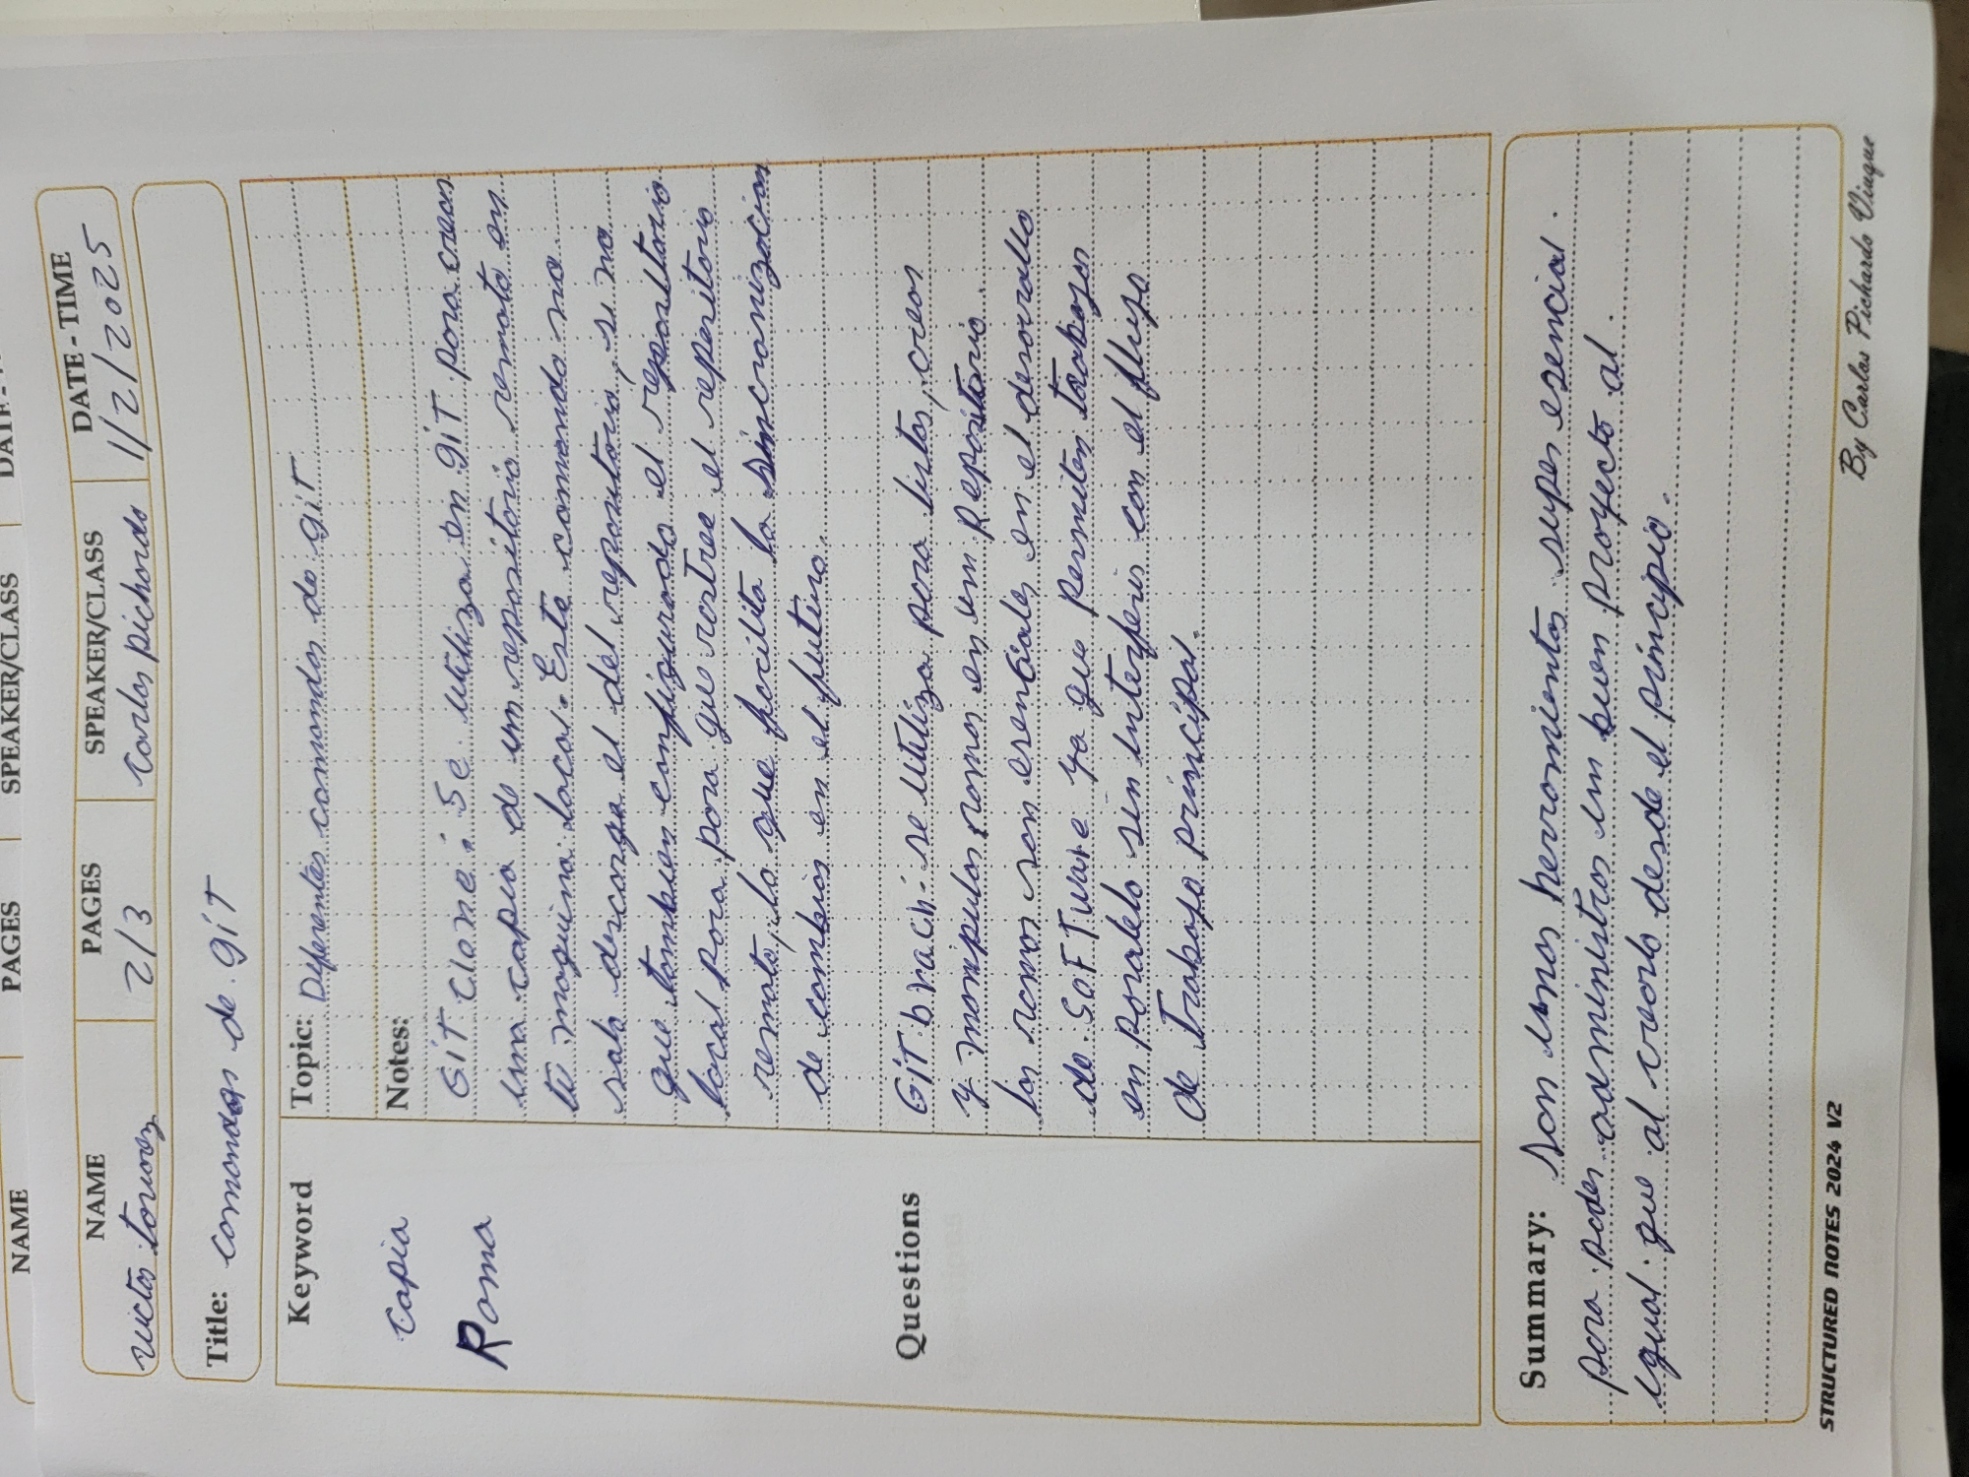 NAME PAGES SPEAKER/CLASS
NAME PAGES SPEAKER/CLASS DATE - TIME
2/3 Carlos Pichardo 1/2/2025
Title: comandos de git
Keyword
Topic: Diferentes comandos de git
copia
Notes:
Rama
GIT Clone: Se utiliza en git para crear
una copia de un repositorio remoto en
tu maquina local. Este comando no
solo descarga el del repositorio, si no
que tambien configurado el repositorio
local para para que rastree el repositorio
remoto, lo que facilita la sincronizacion
de cambios en el futuro.
Questions
GIT brach: se utiliza para listar, crear
y manipular ramas en un Repositorio.
las ramas son esenciales en el desarrollo
de SOFTware ya que permiten trabajar
en paralelo sin interferir con el flujo
de trabajo principal.
Summary: Son unas herramientas super esencial
para poder administrar un buen proyecto al
igual que al crearlo desde el principio.
STRUCTURED NOTES 2024 V2
By Carlos Pichardo Viuque